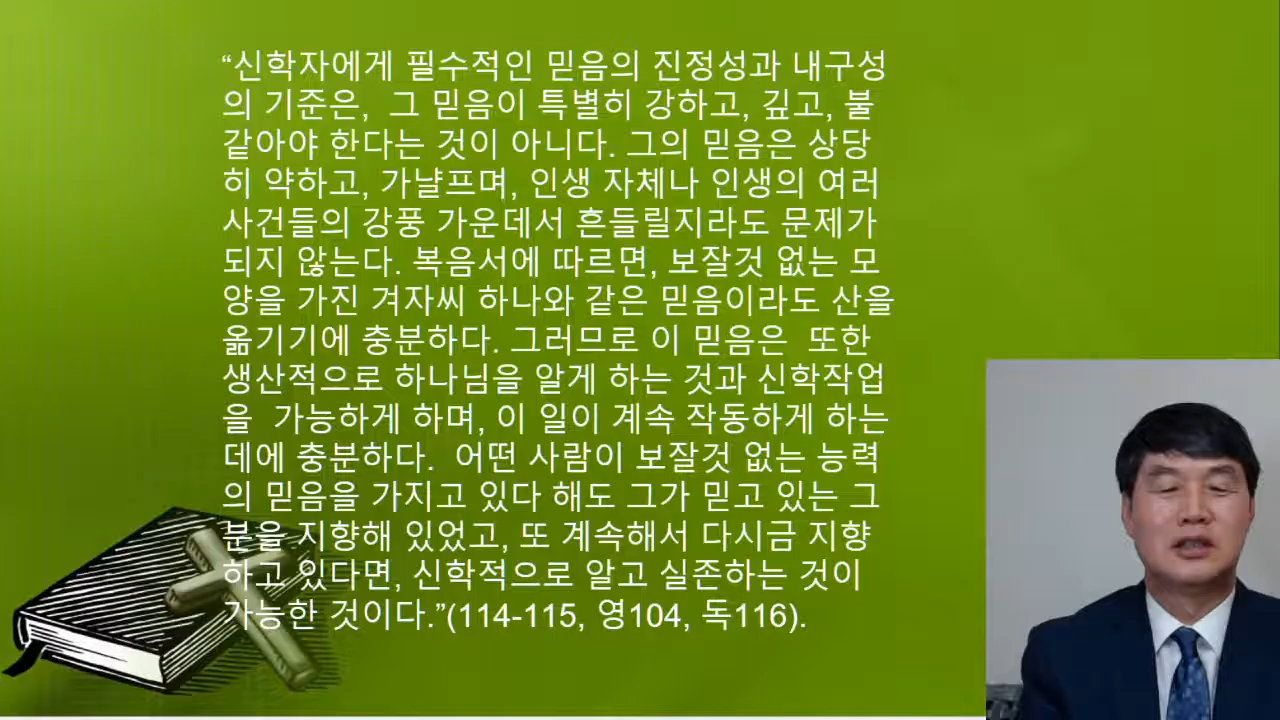 “신학자에게 필수적인 믿음의 진정성과 내구성
의 기준은,  그 믿음이 특별히 강하고, 깊고, 불
같아야 한다는 것이 아니다. 그의 믿음은 상당
히 약하고, 가냘프며, 인생 자체나 인생의 여러
사건들의 강풍 가운데서 흔들릴지라도 문제가
되지 않는다. 복음서에 따르면, 보잘것 없는 모
양을 가진 겨자씨 하나와 같은 믿음이라도 산을
옮기기에 충분하다. 그러므로 이 믿음은  또한
생산적으로 하나님을 알게 하는 것과 신학작업
을  가능하게 하며, 이 일이 계속 작동하게 하는
데에 충분하다.  어떤 사람이 보잘것 없는 능력
의 믿음을 가지고 있다 해도 그가 믿고 있는 그
분을 지향해 있었고, 또 계속해서 다시금 지향
하고 있다면, 신학적으로 알고 실존하는 것이
가능한 것이다.”(114-115, 영104, 독116).